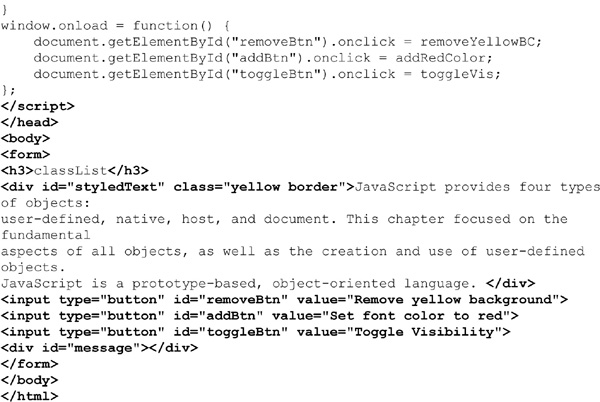 }
window.onload = function() {
    document.getElementById("removeBtn").onclick = removeYellowBC;
    document.getElementById("addBtn").onclick = addRedColor;
    document.getElementById("toggleBtn").onclick = toggleVis;
};
</script>
</head>
<body>
<form>
<h3>classList</h3>
<div id="styledText" class="yellow border">JavaScript provides four types
of objects:
user-defined, native, host, and document. This chapter focused on the
fundamental
aspects of all objects, as well as the creation and use of user-defined
objects.
JavaScript is a prototype-based, object-oriented language. </div>
<input type="button" id="removeBtn" value="Remove yellow background">
<input type="button" id="addBtn" value="Set font color to red">
<input type="button" id="toggleBtn" value="Toggle Visibility">
<div id="message"></div>
</form>
</body>
</html>